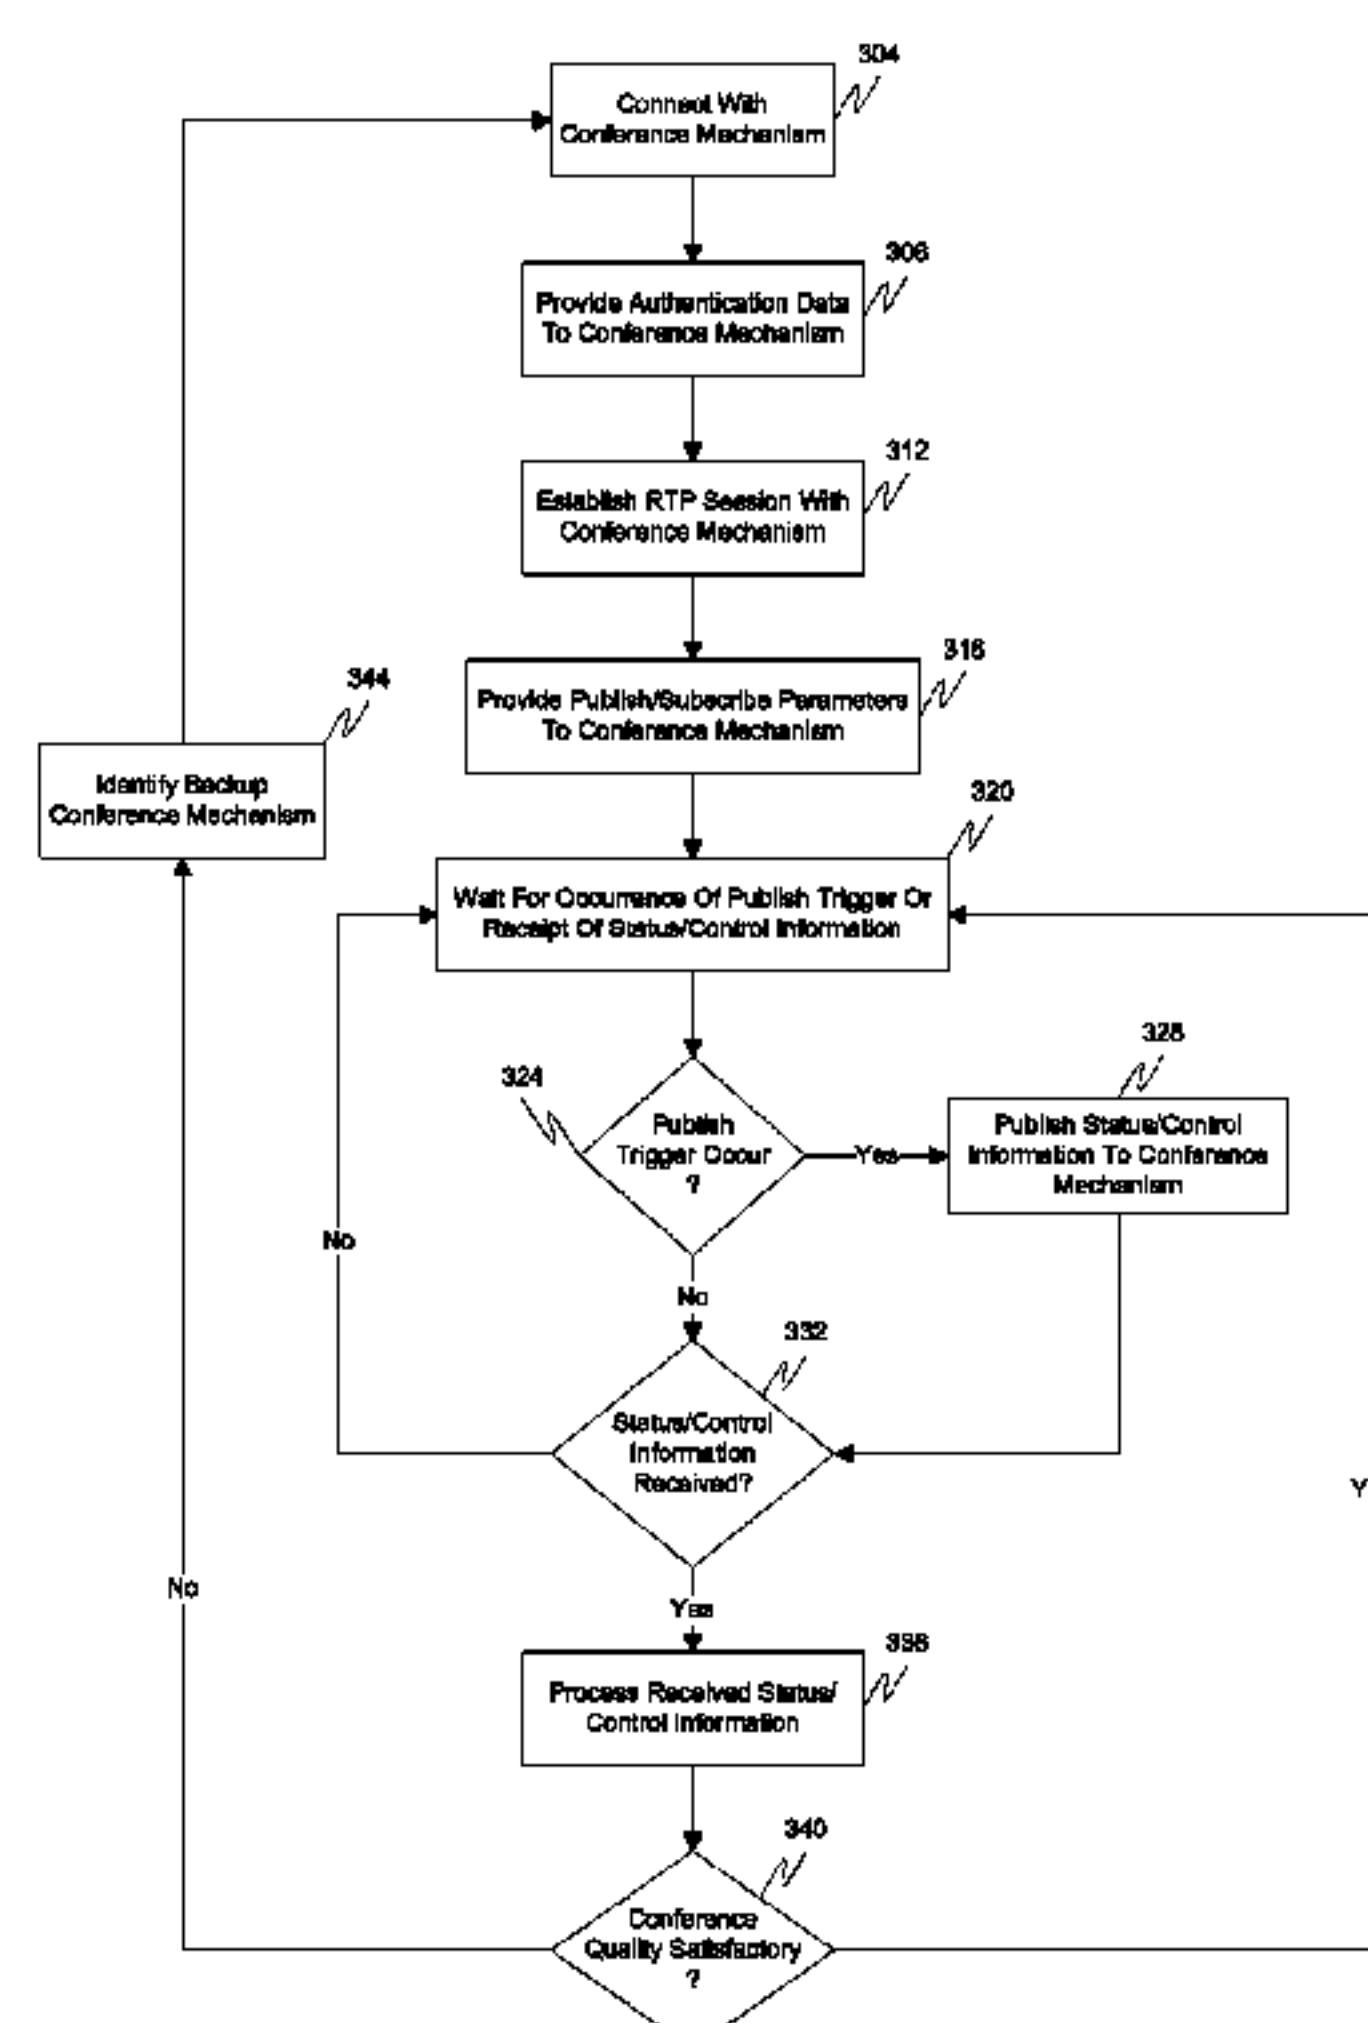 304
Connect With
Conference Mechanism
308
Provide Authentication Data
To Conference Mechanism
312
Establish RTP Session With
Conference Mechanism
316
Provide Publish/Subscribe Parameters
To Conference Mechanism
344
Identify Backup
Conference Mechanism
320
Wait For Occurrence Of Publish Trigger Or
Receipt Of Status/Control Information
324
Publish
Trigger Occur
?
Yes
328
Publish Status/Control
Information To Conference
Mechanism
No
No
332
Status/Control
Information
Received?
Y
No
Yes
336
Process Received Status/
Control Information
340
Conference
Quality Satisfactory
?